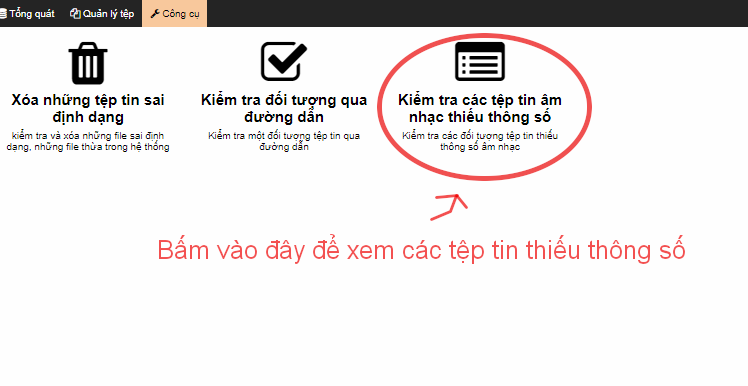 Tổng quát Quản lý tệp Công cụ
Xóa những tệp tin sai
định dạng
kiểm tra và xóa những file sai định
dạng, những file thừa trong hệ thống
Kiểm tra đối tượng qua
đường dẫn
Kiểm tra một đối tượng tệp tin qua
đường dẫn
Kiểm tra các tệp tin âm
nhạc thiếu thông số
Kiểm tra các đối tượng tệp tin thiếu
thông số âm nhạc
Bấm vào đây để xem các tệp tin thiếu thông số